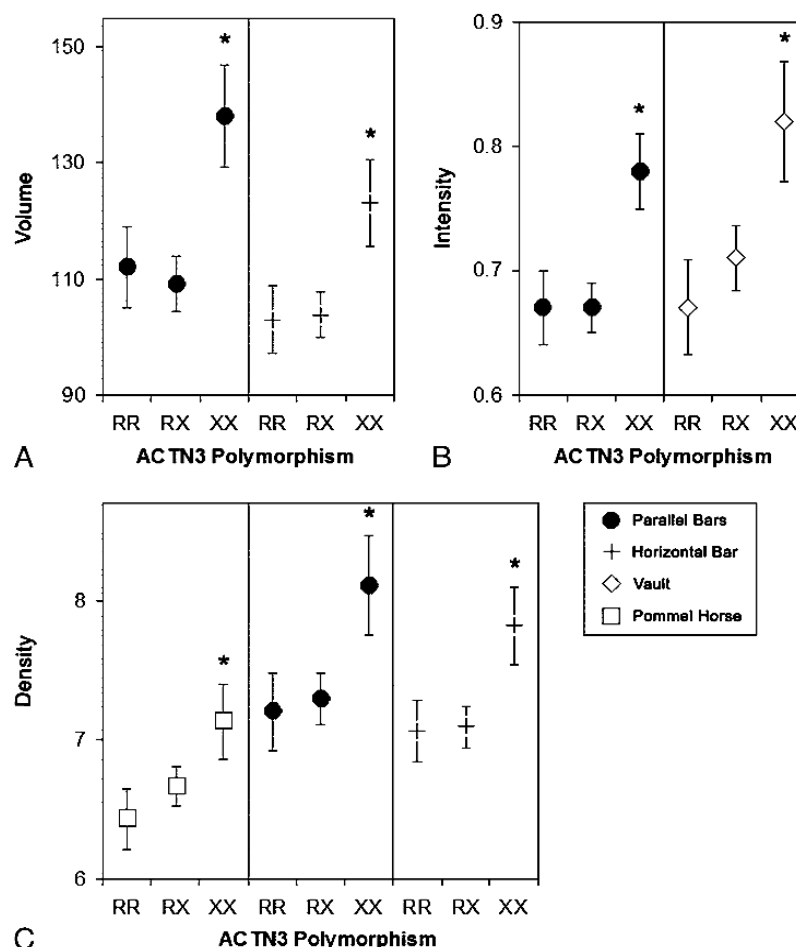 150
130
110
90
Volume
*
*
RR RX XX RR RX XX
A
ACTN3 Polymorphism
0.9
0.8
0.7
0.6
Intensity
*
*
RR RX XX RR RX XX
B
ACTN3 Polymorphism
8
7
6
Density
*
*
*
RR RX XX RR RX XX RR RX XX
C
ACTN3 Polymorphism
Parallel Bars
Horizontal Bar
Vault
Pommel Horse